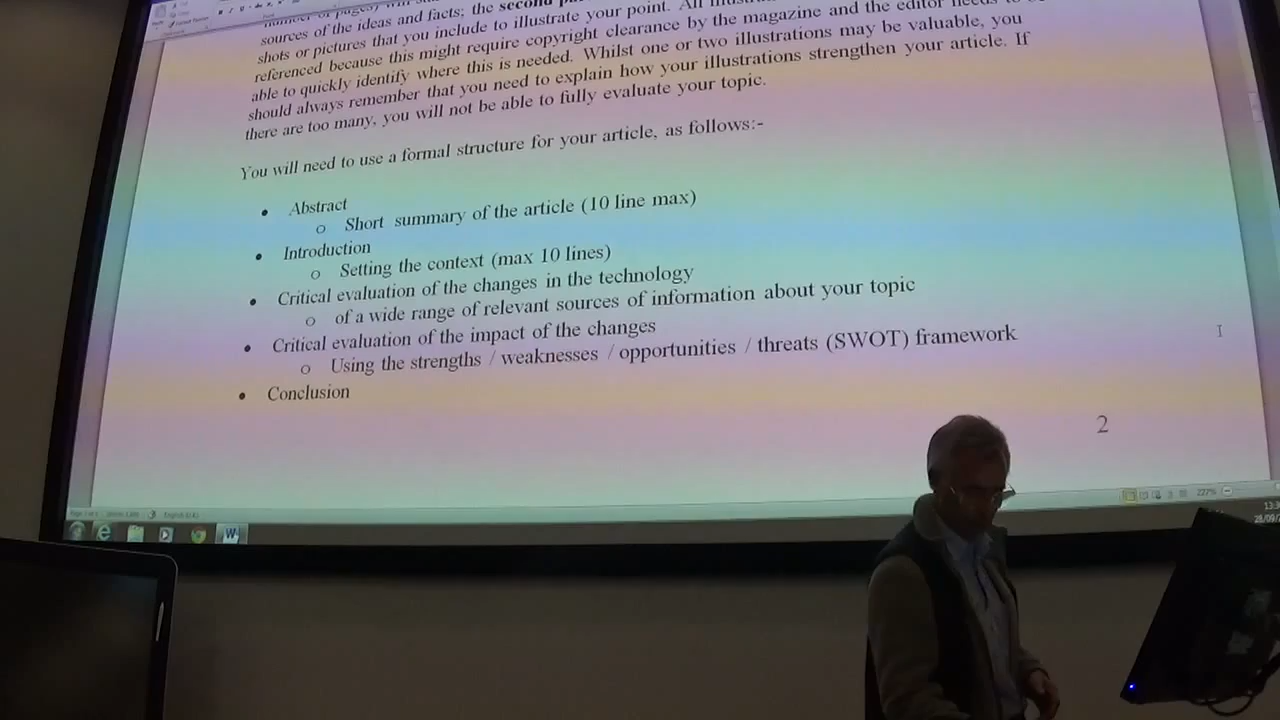 number of pages)
sources of the ideas and facts; the second
shots or pictures that you include to illustrate your point. All
referenced because this might require copyright clearance by the magazine and the editor needs to
able to quickly identify where this is needed. Whilst one or two illustrations may be valuable, you
should always remember that you need to explain how your illustrations strengthen your article. If
there are too many, you will not be able to fully evaluate your topic.
You will need to use a formal structure for your article, as follows:-
• Abstract
o Short summary of the article (10 line max)
• Introduction
o Setting the context (max 10 lines)
• Critical evaluation of the changes in the technology
o of a wide range of relevant sources of information about your topic
• Critical evaluation of the impact of the changes
o Using the strengths / weaknesses / opportunities / threats (SWOT) framework
• Conclusion
2
227%